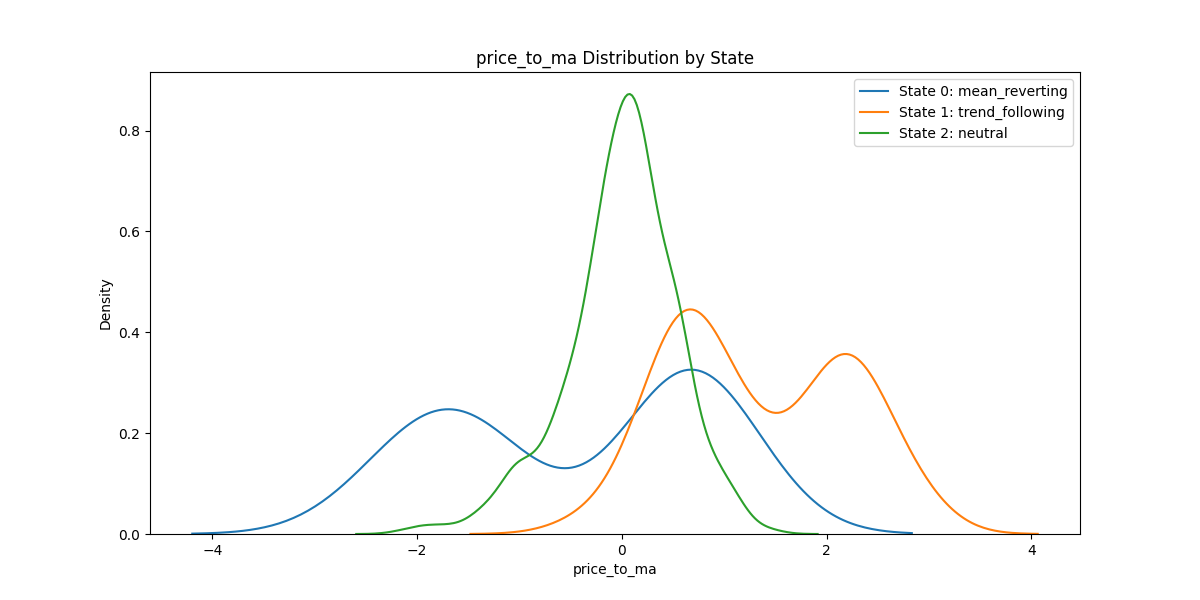 price_to_ma Distribution by State
State 0: mean_reverting
State 1: trend_following
State 2: neutral
Density
0.8
0.6
0.4
0.2
0.0
−4
−2
0
2
4
price_to_ma